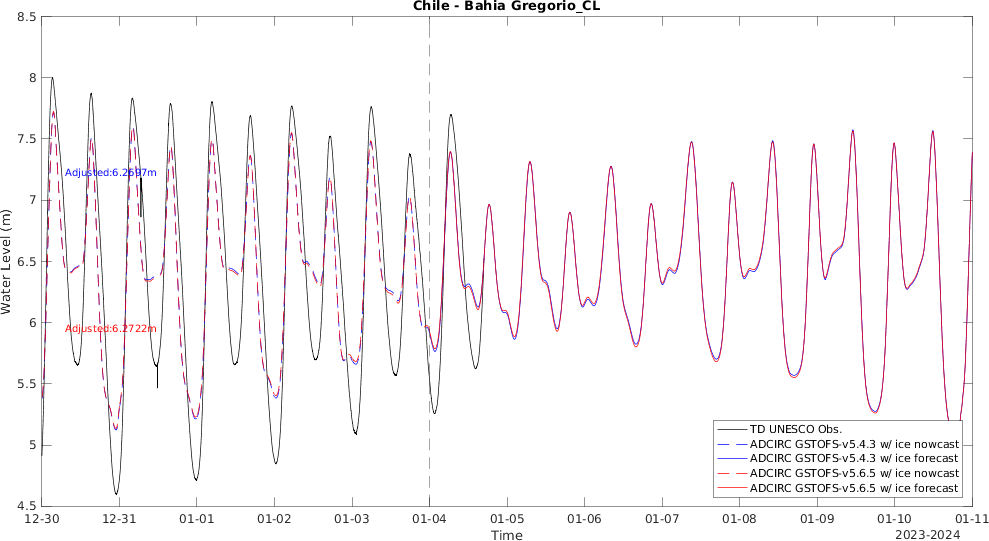 Chile - Bahia Gregorio_CL
8.5
8
7.5
7
6.5
6
5.5
5
4.5
Water Level (m)
Adjusted:6.2697m
Adjusted:6.2722m
TD UNESCO Obs.
ADCIRC GSTOFS-v5.4.3 w/ ice nowcast
ADCIRC GSTOFS-v5.4.3 w/ ice forecast
ADCIRC GSTOFS-v5.6.5 w/ ice nowcast
ADCIRC GSTOFS-v5.6.5 w/ ice forecast
12-30 12-31 01-01 01-02 01-03 01-04 01-05 01-06 01-07 01-08 01-09 01-10 01-11
Time
2023-2024